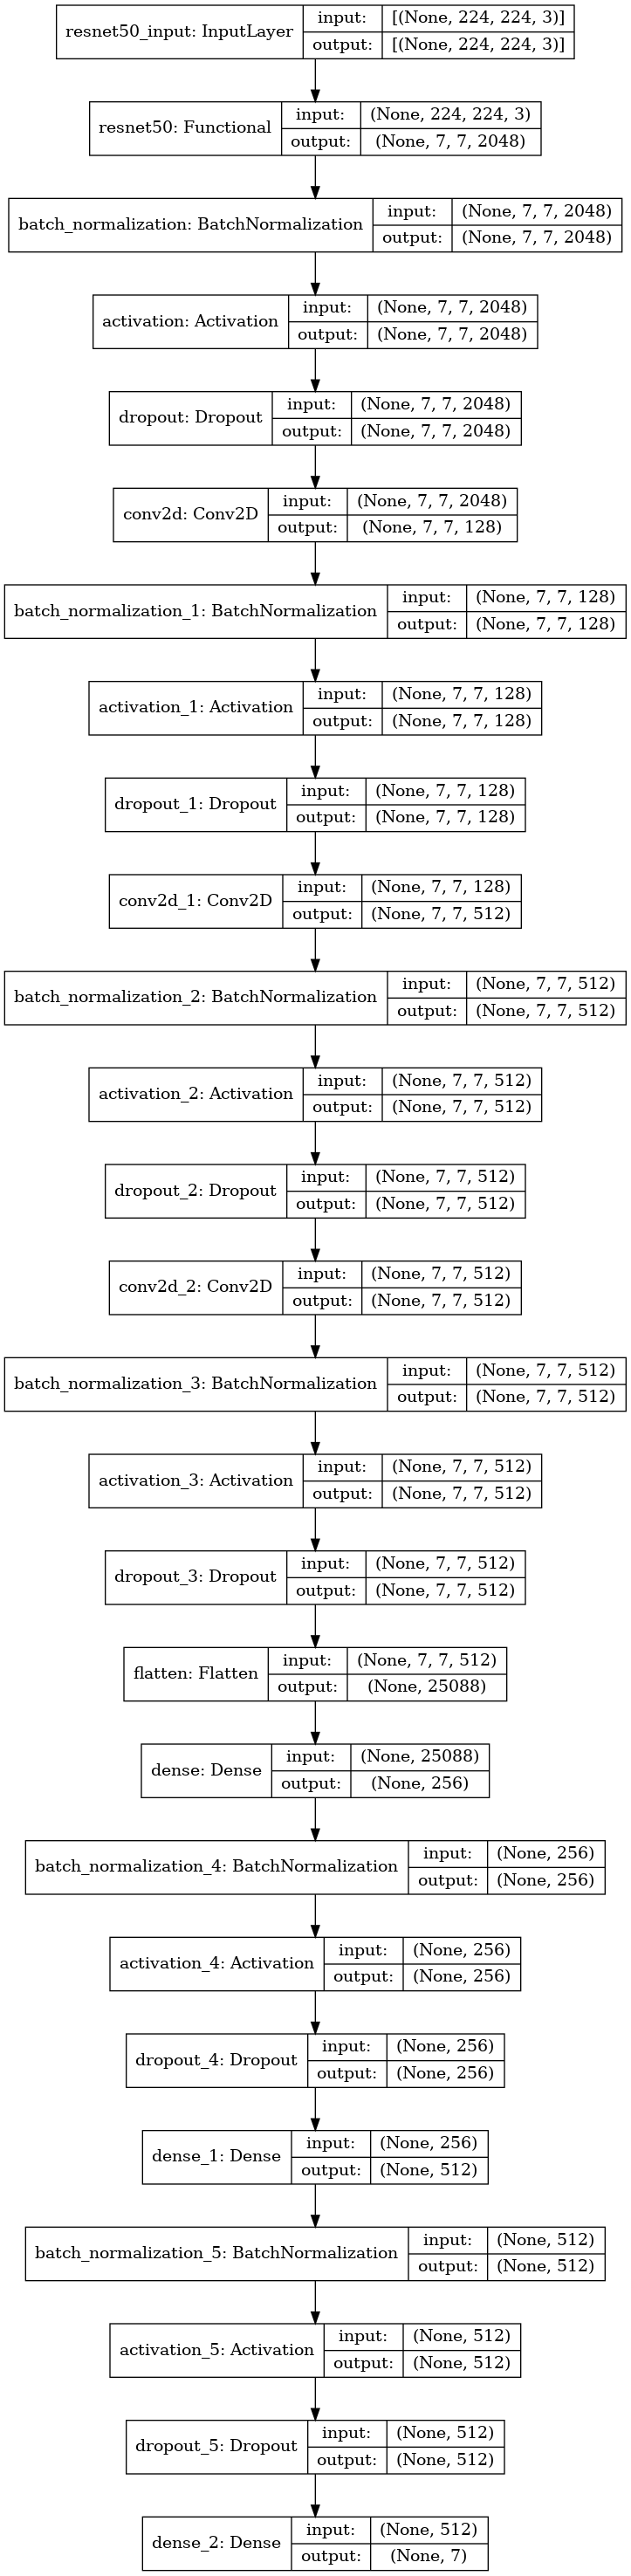 resnet50_input: InputLayer
input:
[(None, 224, 224, 3)]
output:
[(None, 224, 224, 3)]
resnet50: Functional
input:
(None, 224, 224, 3)
output:
(None, 7, 7, 2048)
batch_normalization: BatchNormalization
input:
(None, 7, 7, 2048)
output:
(None, 7, 7, 2048)
activation: Activation
input:
(None, 7, 7, 2048)
output:
(None, 7, 7, 2048)
dropout: Dropout
input:
(None, 7, 7, 2048)
output:
(None, 7, 7, 2048)
conv2d: Conv2D
input:
(None, 7, 7, 2048)
output:
(None, 7, 7, 128)
batch_normalization_1: BatchNormalization
input:
(None, 7, 7, 128)
output:
(None, 7, 7, 128)
activation_1: Activation
input:
(None, 7, 7, 128)
output:
(None, 7, 7, 128)
dropout_1: Dropout
input:
(None, 7, 7, 128)
output:
(None, 7, 7, 128)
conv2d_1: Conv2D
input:
(None, 7, 7, 128)
output:
(None, 7, 7, 512)
batch_normalization_2: BatchNormalization
input:
(None, 7, 7, 512)
output:
(None, 7, 7, 512)
activation_2: Activation
input:
(None, 7, 7, 512)
output:
(None, 7, 7, 512)
dropout_2: Dropout
input:
(None, 7, 7, 512)
output:
(None, 7, 7, 512)
conv2d_2: Conv2D
input:
(None, 7, 7, 512)
output:
(None, 7, 7, 512)
batch_normalization_3: BatchNormalization
input:
(None, 7, 7, 512)
output:
(None, 7, 7, 512)
activation_3: Activation
input:
(None, 7, 7, 512)
output:
(None, 7, 7, 512)
dropout_3: Dropout
input:
(None, 7, 7, 512)
output:
(None, 7, 7, 512)
flatten: Flatten
input:
(None, 7, 7, 512)
output:
(None, 25088)
dense: Dense
input:
(None, 25088)
output:
(None, 256)
batch_normalization_4: BatchNormalization
input:
(None, 256)
output:
(None, 256)
activation_4: Activation
input:
(None, 256)
output:
(None, 256)
dropout_4: Dropout
input:
(None, 256)
output:
(None, 256)
dense_1: Dense
input:
(None, 256)
output:
(None, 512)
batch_normalization_5: BatchNormalization
input:
(None, 512)
output:
(None, 512)
activation_5: Activation
input:
(None, 512)
output:
(None, 512)
dropout_5: Dropout
input:
(None, 512)
output:
(None, 512)
dense_2: Dense
input:
(None, 512)
output:
(None, 7)